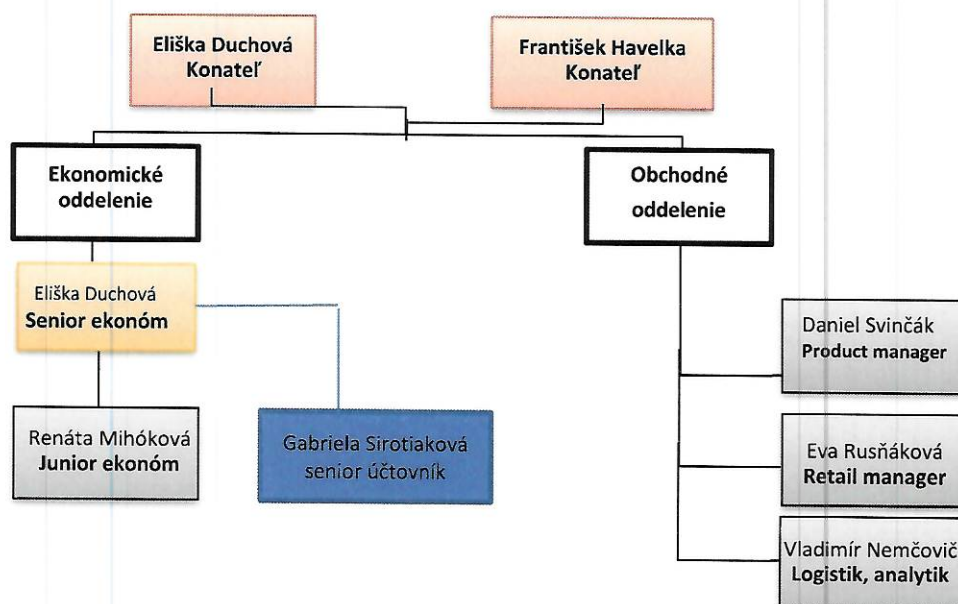 Eliška Duchová
Konateľ
František Havelka
Konateľ
Ekonomické
oddelenie
Obchodné
oddelenie
Eliška Duchová
Senior ekonóm
Daniel Svinčák
Product manager
Renáta Mihóková
Junior ekonóm
Gabriela Sirotiaková
senior účtovník
Eva Rusňáková
Retail manager
Vladimír Nemčovič
Logistik, analytik